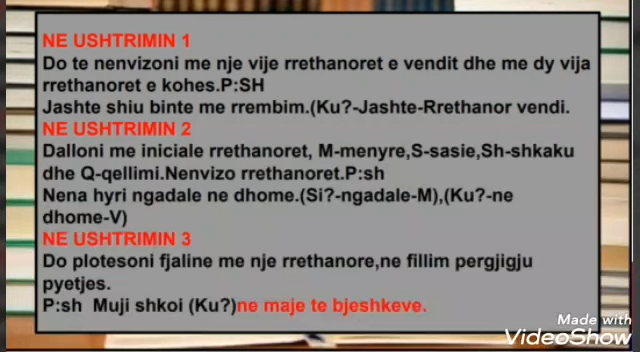 NE USHTRIMIN 1
Do te nenvizoni me nje vije rrethanoret e vendit dhe me dy vija
rrethanoret e kohes.P:SH
Jashte shiu binte me rrembim.(Ku?-Jashte-Rrethanor vendi.
NE USHTRIMIN 2
Dalloni me iniciale rrethanoret, M-menyre,S-sasie,Sh-shkaku
dhe Q-qellimi.Nenvizo rrethanoret.P:sh
Nena hyri ngadale ne dhome.(Si?-ngadale-M),(Ku?-ne
dhome-V)
NE USHTRIMIN 3
Do plotesoni fjaline me nje rrethanore,ne fillim pergjigju
pyetjes.
P:sh Muji shkoi (Ku?)ne maje te bjeshkeve.
Made with
VideoShow